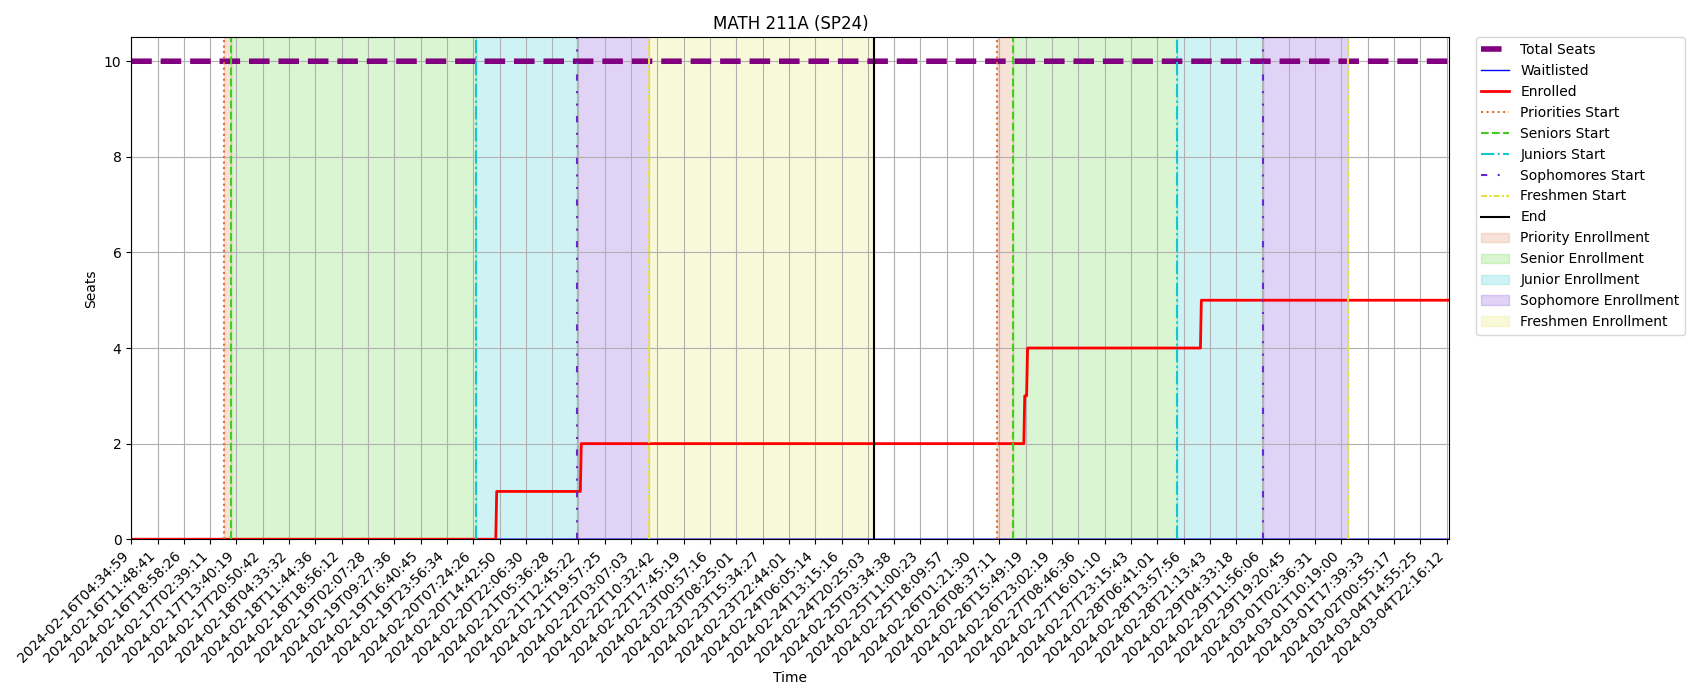 MATH 211A (SP24)
10
8
6
4
2
0
Seats
2024-02-16T04:34:59
2024-02-16T11:48:41
2024-02-16T18:58:26
2024-02-17T02:39:11
2024-02-17T13:40:19
2024-02-17T20:50:42
2024-02-18T04:33:32
2024-02-18T11:44:36
2024-02-18T18:56:12
2024-02-19T02:07:28
2024-02-19T09:27:36
2024-02-19T16:40:45
2024-02-19T23:56:34
2024-02-20T07:24:26
2024-02-20T14:42:50
2024-02-20T22:06:30
2024-02-21T05:36:28
2024-02-21T12:45:22
2024-02-21T19:57:25
2024-02-22T03:07:03
2024-02-22T10:32:42
2024-02-22T17:45:19
2024-02-23T00:57:16
2024-02-23T08:25:01
2024-02-23T15:34:27
2024-02-23T22:44:01
2024-02-24T06:05:14
2024-02-24T13:15:16
2024-02-24T20:25:03
2024-02-25T03:34:38
2024-02-25T11:00:23
2024-02-25T18:09:57
2024-02-26T01:21:30
2024-02-26T08:37:11
2024-02-26T15:49:19
2024-02-26T23:02:19
2024-02-27T08:46:36
2024-02-27T16:01:10
2024-02-27T23:15:43
2024-02-28T06:41:01
2024-02-28T13:57:56
2024-02-28T21:13:43
2024-02-29T04:33:18
2024-02-29T11:56:06
2024-02-29T19:20:45
2024-03-01T02:36:31
2024-03-01T10:19:00
2024-03-01T17:39:33
2024-03-02T00:55:17
2024-03-04T14:55:25
2024-03-04T22:16:12
Time
Total Seats
Waitlisted
Enrolled
Priorities Start
Seniors Start
Juniors Start
Sophomores Start
Freshmen Start
End
Priority Enrollment
Senior Enrollment
Junior Enrollment
Sophomore Enrollment
Freshmen Enrollment